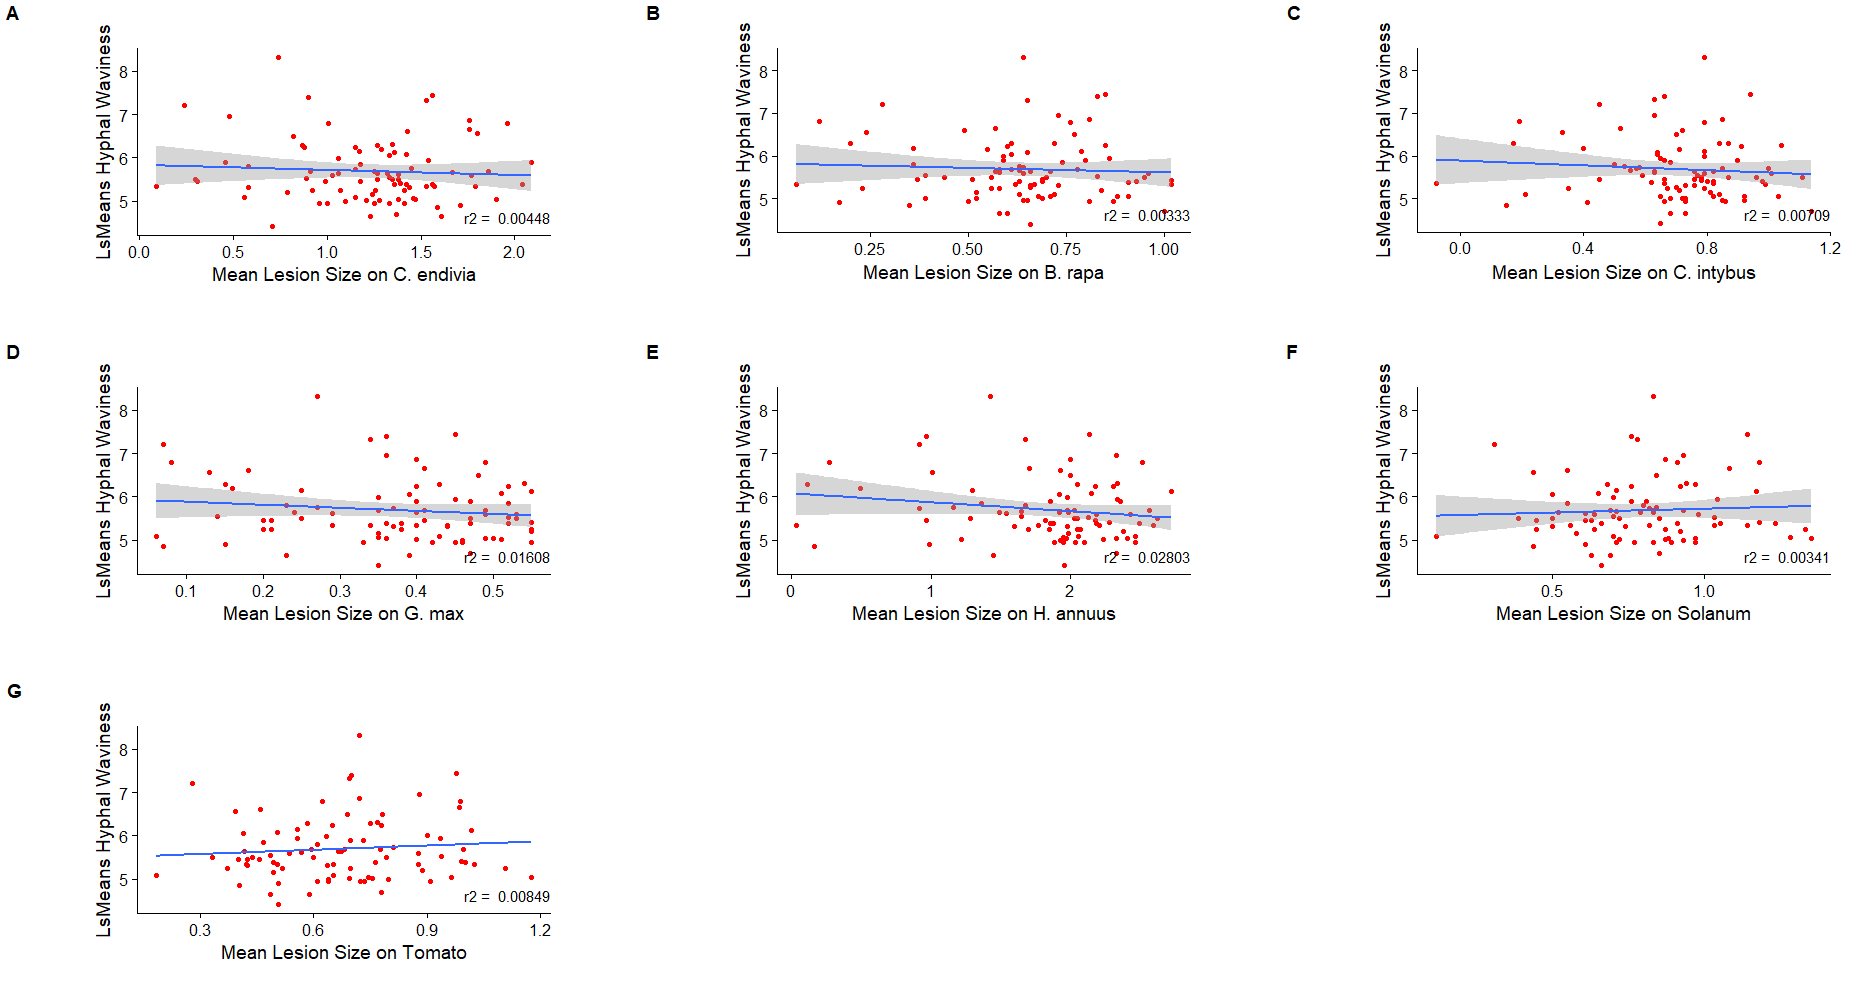 A
LsMeans Hyphal Waviness
8
7
6
5
r2 = 0.00448
0.0 0.5 1.0 1.5 2.0
Mean Lesion Size on C. endivia
B
LsMeans Hyphal Waviness
8
7
6
5
r2 = 0.00333
0.25 0.50 0.75 1.00
Mean Lesion Size on B. rapa
C
LsMeans Hyphal Waviness
8
7
6
5
r2 = 0.00709
0.0 0.4 0.8 1.2
Mean Lesion Size on C. intybus
D
LsMeans Hyphal Waviness
8
7
6
5
r2 = 0.01608
0.1 0.2 0.3 0.4 0.5
Mean Lesion Size on G. max
E
LsMeans Hyphal Waviness
8
7
6
5
r2 = 0.02803
0 1 2
Mean Lesion Size on H. annuus
F
LsMeans Hyphal Waviness
8
7
6
5
r2 = 0.00341
0.5 1.0
Mean Lesion Size on Solanum
G
LsMeans Hyphal Waviness
8
7
6
5
r2 = 0.00849
0.3 0.6 0.9 1.2
Mean Lesion Size on Tomato